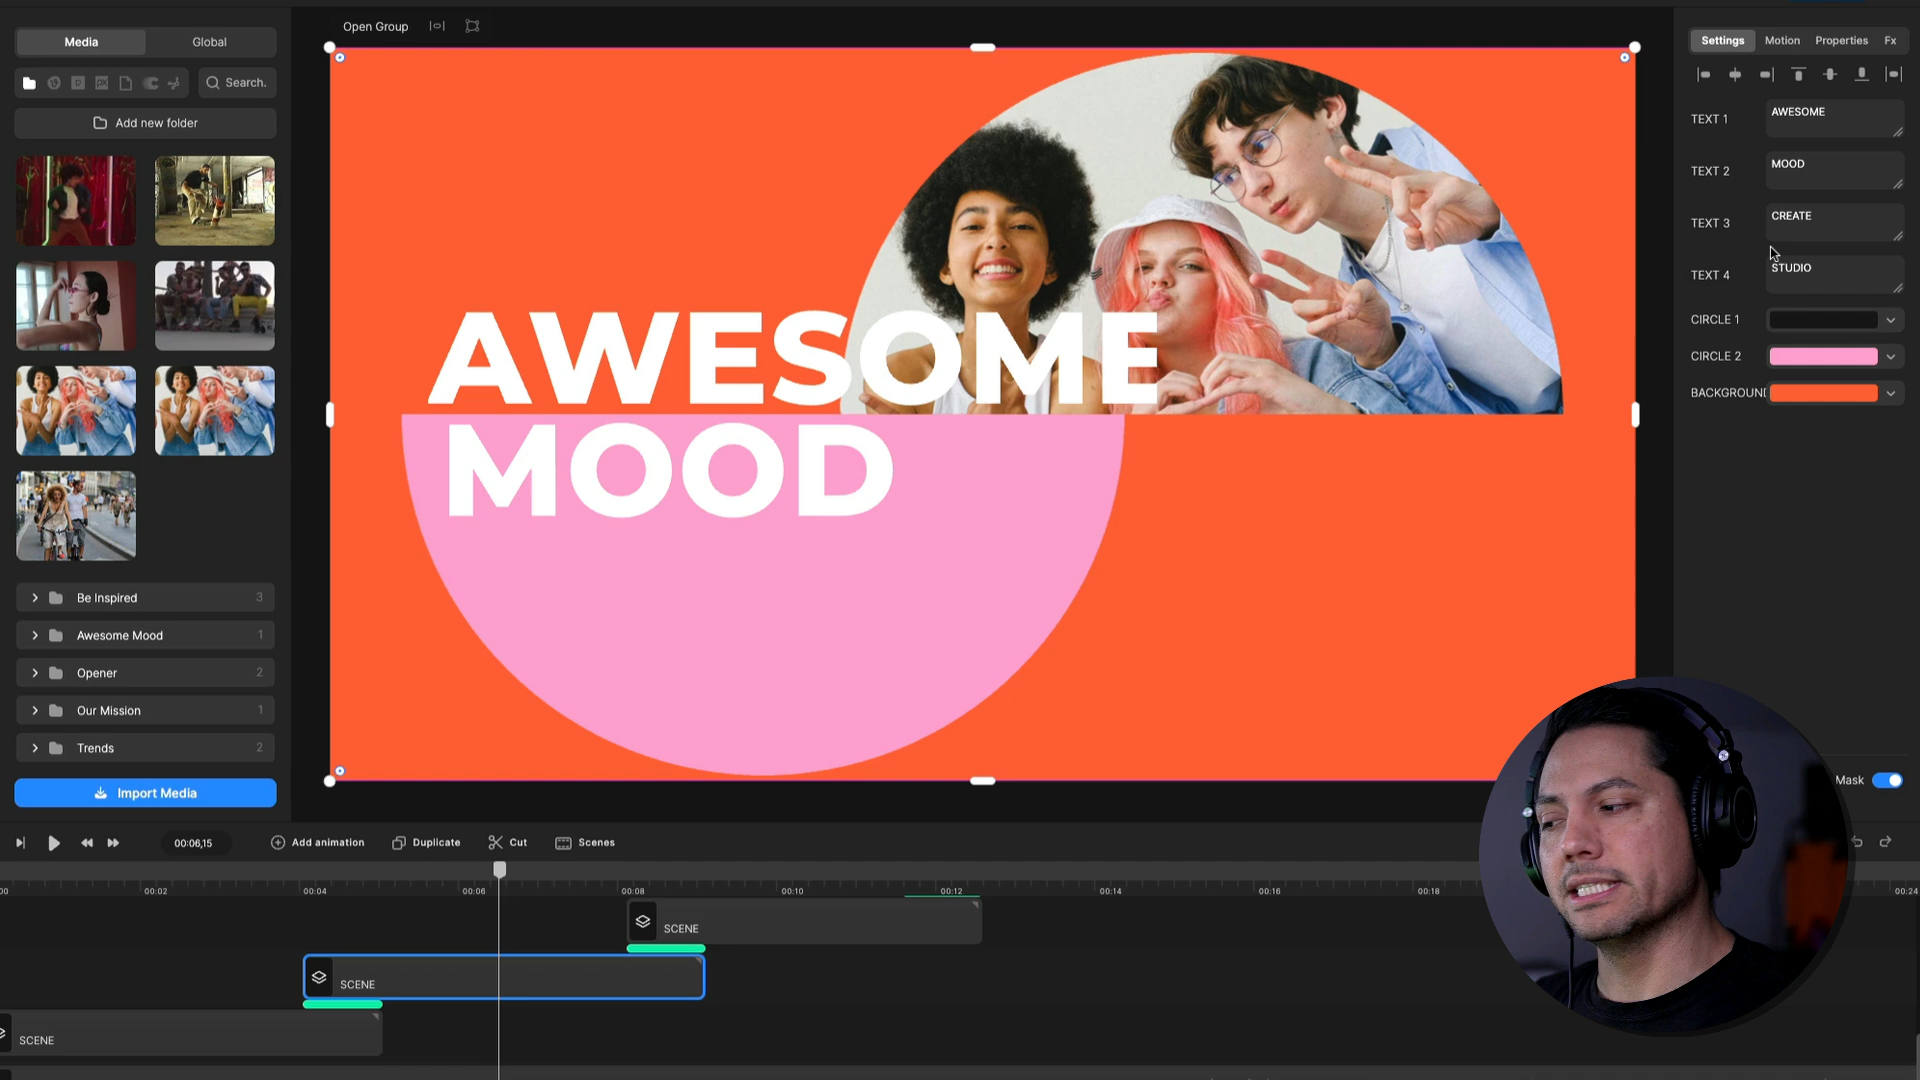 Media
Global
Search.
Add new folder
Be Inspired 3
Awesome Mood 1
Opener 2
Our Mission 1
Trends 2
Import Media
Open Group
AWESOME
MOOD
Settings Motion Properties Fx
TEXT 1 AWESOME
TEXT 2 MOOD
TEXT 3 CREATE
TEXT 4 STUDIO
CIRCLE 1
CIRCLE 2
BACKGROUND
Mask
00:06,15
Add animation
Duplicate
Cut
Scenes
00 00:02 00:04 00:06 00:08 00:10 00:12 00:14 00:16 00:18 00:24
SCENE
SCENE
SCENE